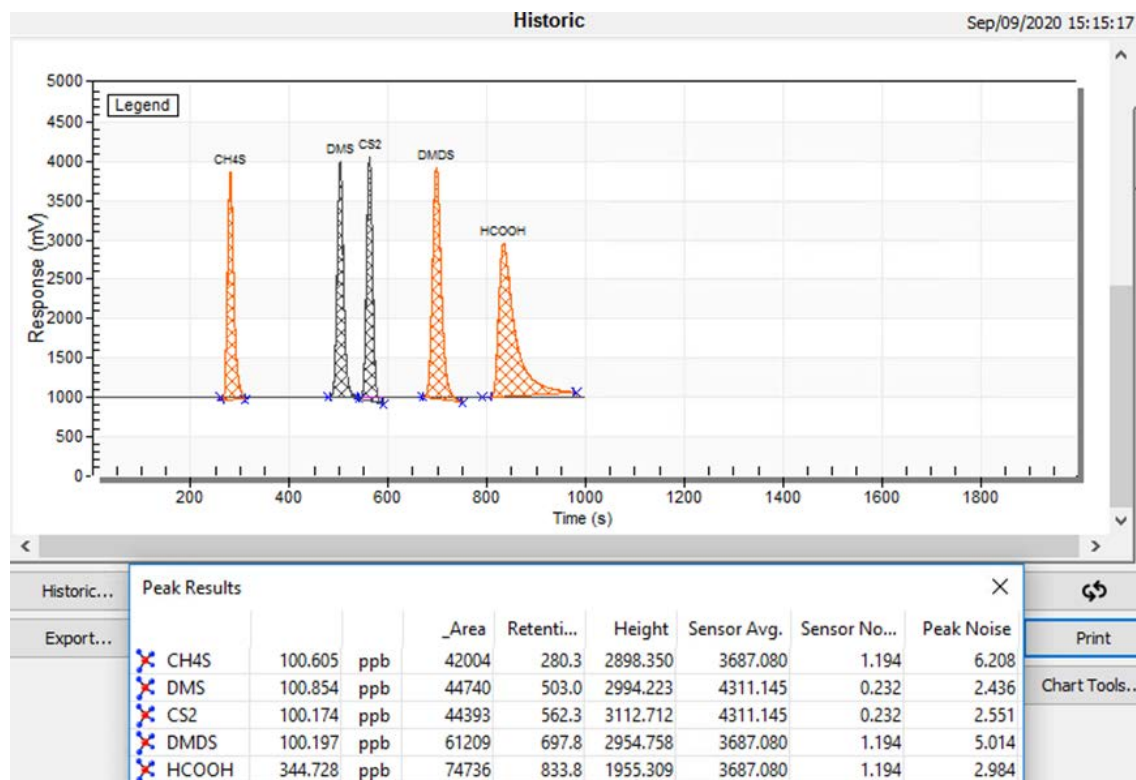 Historic
Sep/09/2020 15:15:17
5000
Legend
4500
4000
3500
3000
2500
2000
1500
1000
500
0
Response (mV)
CH4S
DMS
CS2
DMDS
HCOOH
200 400 600 800 1000 1200 1400 1600 1800
Time (s)
Historic...
Export...
Print
Chart Tools..
Peak Results
_Area Retenti... Height Sensor Avg. Sensor No... Peak Noise
CH4S 100.605 ppb 42004 280.3 2898.350 3687.080 1.194 6.208
DMS 100.854 ppb 44740 503.0 2994.223 4311.145 0.232 2.436
CS2 100.174 ppb 44393 562.3 3112.712 4311.145 0.232 2.551
DMDS 100.197 ppb 61209 697.8 2954.758 3687.080 1.194 5.014
HCOOH 344.728 ppb 74736 833.8 1955.309 3687.080 1.194 2.984